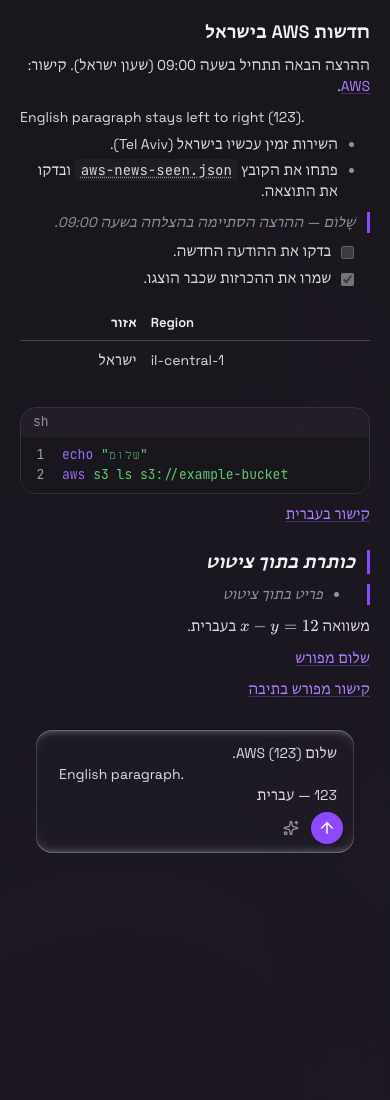 חדשות AWS בישראל
ההרצה הבאה תתחיל בשעה 09:00 (שעון ישראל). קישור:
AWS.
English paragraph stays left to right (123).
השירות זמין עכשיו בישראל (Tel Aviv).
פתחו את הקובץ aws-news-seen.json ובדקו
את התוצאה.
שָׁלום — ההרצה הסתיימה בהצלחה בשעה 09:00.
בדקו את ההודעה החדשה.
שמרו את ההכרזות שכבר הוצגו.
אזור Region
ישראל il-central-1
sh
1 echo "שלום"
2 aws s3 ls s3://example-bucket
קישור בעברית
כותרת בתוך ציטוט
פריט בתוך ציטוט
משוואה x − y = 12 בעברית.
שלום מפורש
קישור מפורש בתיבה
שלום AWS (123).
English paragraph.
123 — עברית